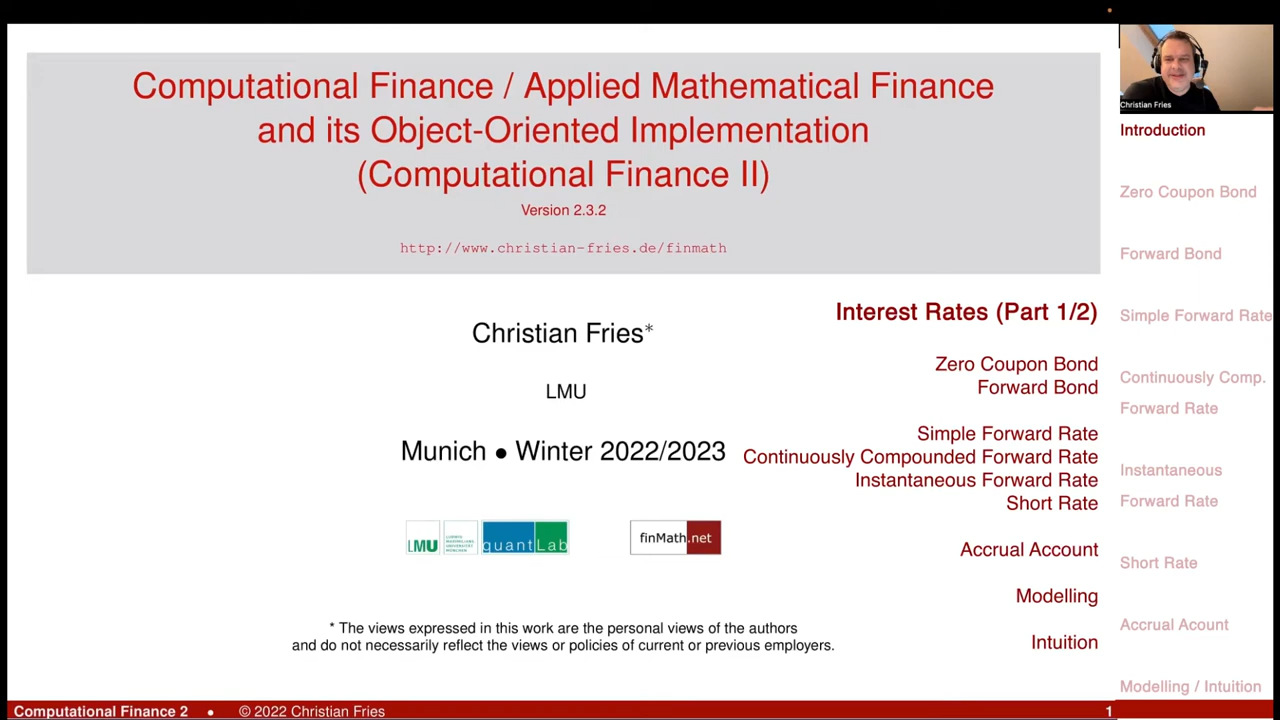 Computational Finance / Applied Mathematical Finance
and its Object-Oriented Implementation
(Computational Finance II)
Version 2.3.2
http://www.christian-fries.de/finmath
Christian Fries*
LMU
Munich • Winter 2022/2023
LMU
LUDWIG-
MAXIMILIANS-
UNIVERSITÄT
MÜNCHEN
quantLab
finMath.net
* The views expressed in this work are the personal views of the authors
and do not necessarily reflect the views or policies of current or previous employers.
Interest Rates (Part 1/2)
Zero Coupon Bond
Forward Bond
Simple Forward Rate
Continuously Compounded Forward Rate
Instantaneous Forward Rate
Short Rate
Accrual Account
Modelling
Intuition
Christian Fries
Introduction
Zero Coupon Bond
Forward Bond
Simple Forward Rate
Continuously Comp.
Forward Rate
Instantaneous
Forward Rate
Short Rate
Accrual Acount
Modelling / Intuition
Computational Finance 2 • © 2022 Christian Fries
1